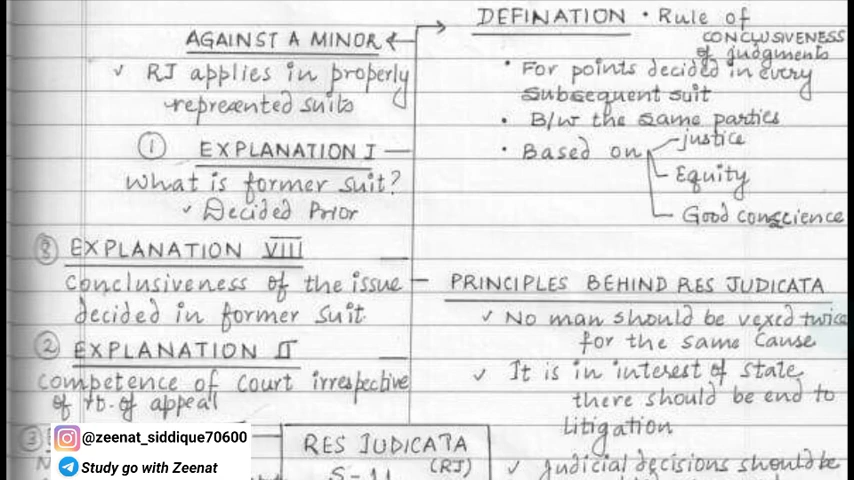 AGAINST A MINOR
✓ RJ applies in properly
represented suits
① EXPLANATION I
What is former suit?
✓ Decided Prior
⑧ EXPLANATION VIII
Conclusiveness of the issue
decided in former suit.
② EXPLANATION II
Competence of court irrespective
of rt. of appeal
③
@zeenat_siddique70600
Study go with Zeenat
DEFINATION • Rule of
CONCLUSIVENESS
of judgments
• For points decided in every
Subsequent suit
• B/w the same parties
• Based on justice
Equity
Good conscience
PRINCIPLES BEHIND RES JUDICATA
✓ No man should be vexed twice
for the same Cause
✓ It is in interest of state
there should be end to
litigation
✓ Judicial decisions should be
RES JUDICATA
S-11 (RJ)